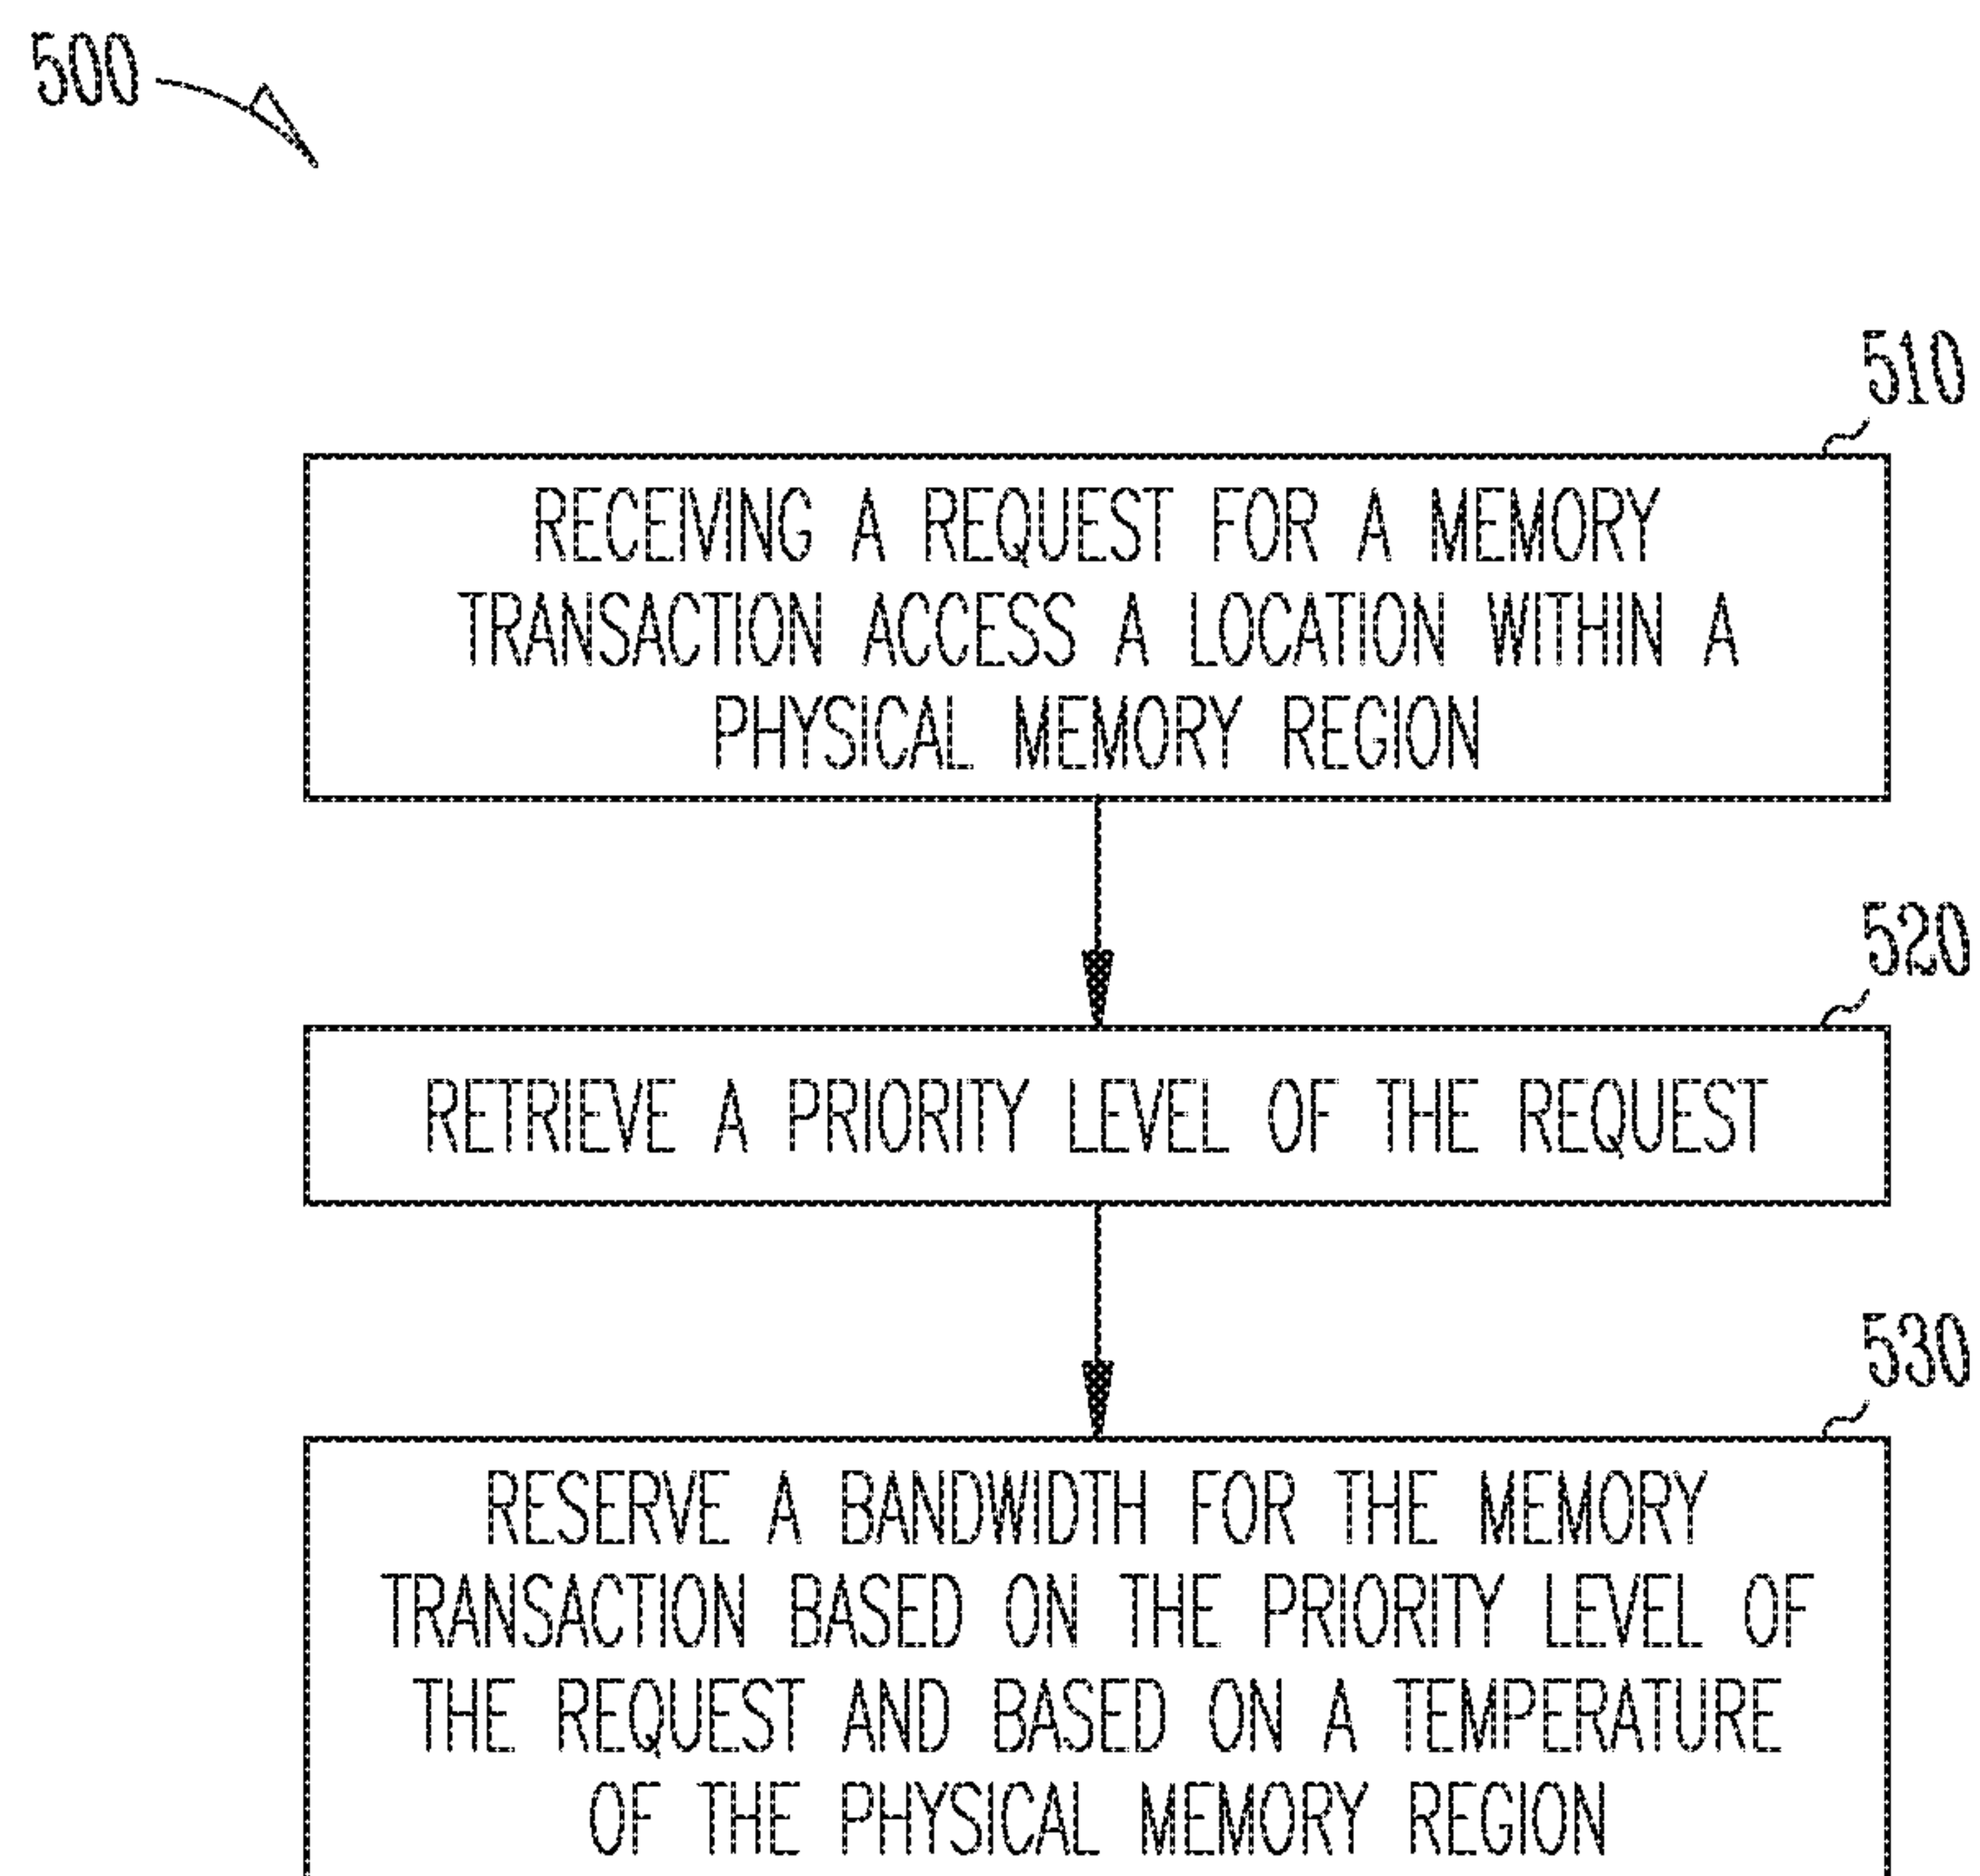 500
510
RECEIVING A REQUEST FOR A MEMORY
TRANSACTION ACCESS A LOCATION WITHIN A
PHYSICAL MEMORY REGION
520
RETRIEVE A PRIORITY LEVEL OF THE REQUEST
530
RESERVE A BANDWIDTH FOR THE MEMORY
TRANSACTION BASED ON THE PRIORITY LEVEL OF
THE REQUEST AND BASED ON A TEMPERATURE
OF THE PHYSICAL MEMORY REGION